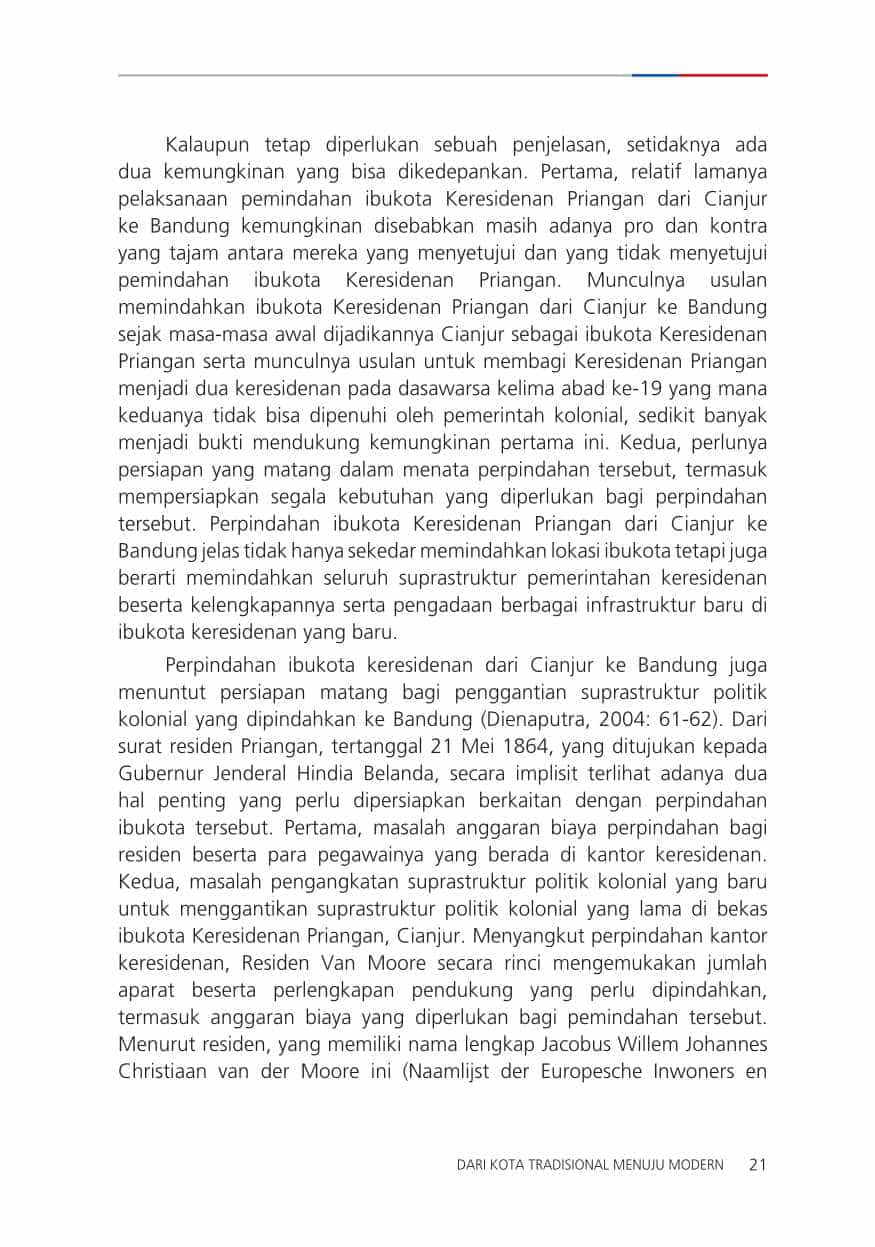 Kalaupun tetap diperlukan sebuah penjelasan, setidaknya ada
dua kemungkinan yang bisa dikedepankan. Pertama, relatif lamanya
pelaksanaan pemindahan ibukota Keresidenan Priangan dari Cianjur
ke Bandung kemungkinan disebabkan masih adanya pro dan kontra
yang tajam antara mereka yang menyetujui dan yang tidak menyetujui
pemindahan ibukota Keresidenan Priangan. Munculnya usulan
memindahkan ibukota Keresidenan Priangan dari Cianjur ke Bandung
sejak masa-masa awal dijadikannya Cianjur sebagai ibukota Keresidenan
Priangan serta munculnya usulan untuk membagi Keresidenan Priangan
menjadi dua keresidenan pada dasawarsa kelima abad ke-19 yang mana
keduanya tidak bisa dipenuhi oleh pemerintah kolonial, sedikit banyak
menjadi bukti mendukung kemungkinan pertama ini. Kedua, perlunya
persiapan yang matang dalam menata perpindahan tersebut, termasuk
mempersiapkan segala kebutuhan yang diperlukan bagi perpindahan
tersebut. Perpindahan ibukota Keresidenan Priangan dari Cianjur ke
Bandung jelas tidak hanya sekedar memindahkan lokasi ibukota tetapi juga
berarti memindahkan seluruh suprastruktur pemerintahan keresidenan
beserta kelengkapannya serta pengadaan berbagai infrastruktur baru di
ibukota keresidenan yang baru.
Perpindahan ibukota keresidenan dari Cianjur ke Bandung juga
menuntut persiapan matang bagi penggantian suprastruktur politik
kolonial yang dipindahkan ke Bandung (Dienaputra, 2004: 61-62). Dari
surat residen Priangan, tertanggal 21 Mei 1864, yang ditujukan kepada
Gubernur Jenderal Hindia Belanda, secara implisit terlihat adanya dua
hal penting yang perlu dipersiapkan berkaitan dengan perpindahan
ibukota tersebut. Pertama, masalah anggaran biaya perpindahan bagi
residen beserta para pegawainya yang berada di kantor keresidenan.
Kedua, masalah pengangkatan suprastruktur politik kolonial yang baru
untuk menggantikan suprastruktur politik kolonial yang lama di bekas
ibukota Keresidenan Priangan, Cianjur. Menyangkut perpindahan kantor
keresidenan, Residen Van Moore secara rinci mengemukakan jumlah
aparat beserta perlengkapan pendukung yang perlu dipindahkan,
termasuk anggaran biaya yang diperlukan bagi pemindahan tersebut.
Menurut residen, yang memiliki nama lengkap Jacobus Willem Johannes
Christiaan van der Moore ini (Naamlijst der Europesche Inwoners en
DARI KOTA TRADISIONAL MENUJU MODERN 21